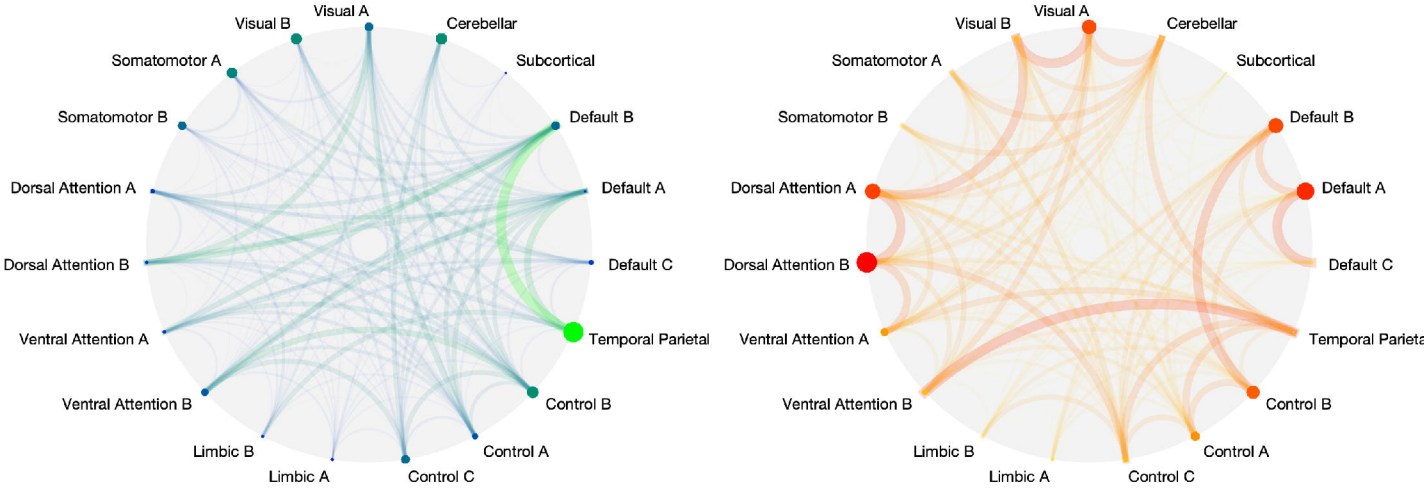 Visual A
Visual B
Cerebellar
Somatomotor A
Subcortical
Somatomotor B
Default B
Dorsal Attention A
Default A
Dorsal Attention B
Default C
Ventral Attention A
Temporal Parietal
Ventral Attention B
Control B
Limbic B
Control A
Limbic A
Control C
Visual A
Visual B
Cerebellar
Somatomotor A
Subcortical
Somatomotor B
Default B
Dorsal Attention A
Default A
Dorsal Attention B
Default C
Ventral Attention A
Temporal Parieta
Ventral Attention B
Control B
Limbic B
Control A
Limbic A
Control C